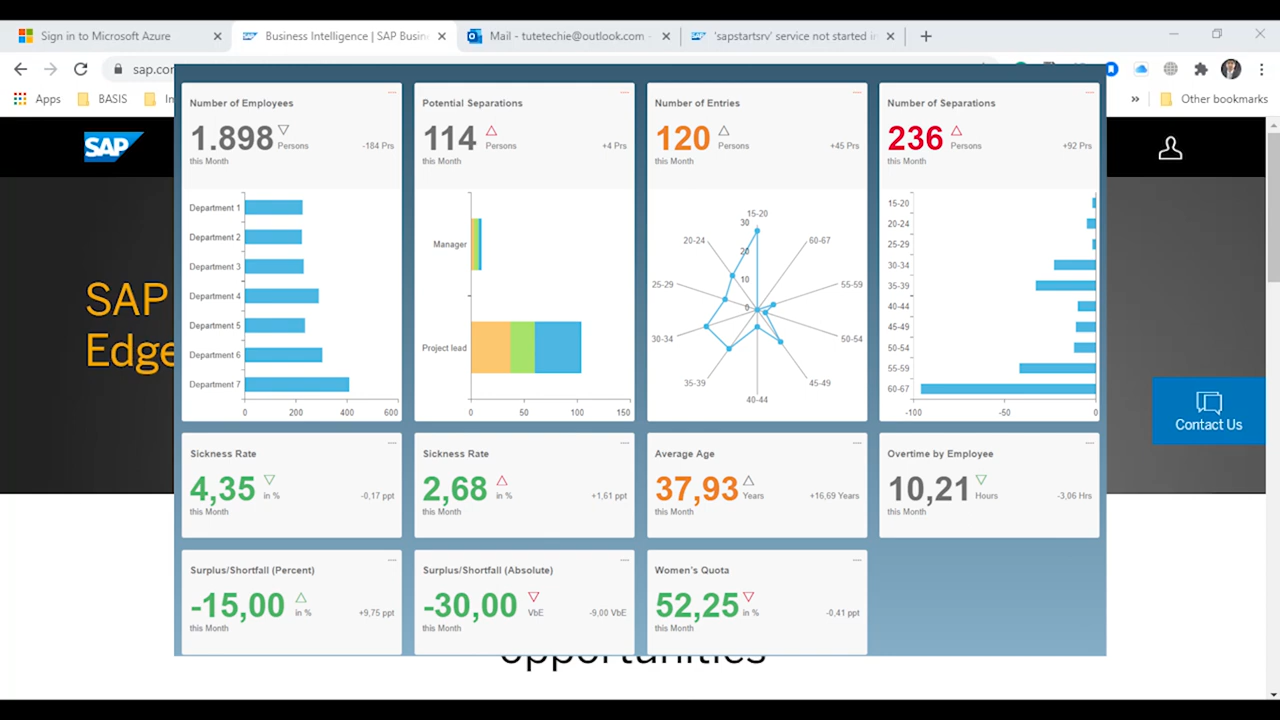 Sign in to Microsoft Azure
Business Intelligence | SAP Busin
Mail - tutetechie@outlook.com -
'sapstartsrv' service not started in
sap.co
Apps
BASIS
In
»
Other bookmarks
SAP
SAP
Edge
Contact Us
opportunities
Number of Employees
1.898
Persons
-184 Prs
this Month
Department 1
Department 2
Department 3
Department 4
Department 5
Department 6
Department 7
0 200 400 600
Potential Separations
114
Persons
+4 Prs
this Month
Manager
Project lead
0 50 100 150
Number of Entries
120
Persons
+45 Prs
this Month
15-20
30
20
10
0
20-24
60-67
25-29
55-59
30-34
50-54
35-39
45-49
40-44
Number of Separations
236
Persons
+92 Prs
this Month
15-20
20-24
25-29
30-34
35-39
40-44
45-49
50-54
55-59
60-67
-100 -50 0
Sickness Rate
4,35
in %
-0,17 ppt
this Month
Sickness Rate
2,68
in %
+1,61 ppt
this Month
Average Age
37,93
Years
+16,69 Years
this Month
Overtime by Employee
10,21
Hours
-3,06 Hrs
this Month
Surplus/Shortfall (Percent)
-15,00
in %
+9,75 ppt
this Month
Surplus/Shortfall (Absolute)
-30,00
VbE
-9,00 VbE
this Month
Women's Quota
52,25
in %
-0,41 ppt
this Month